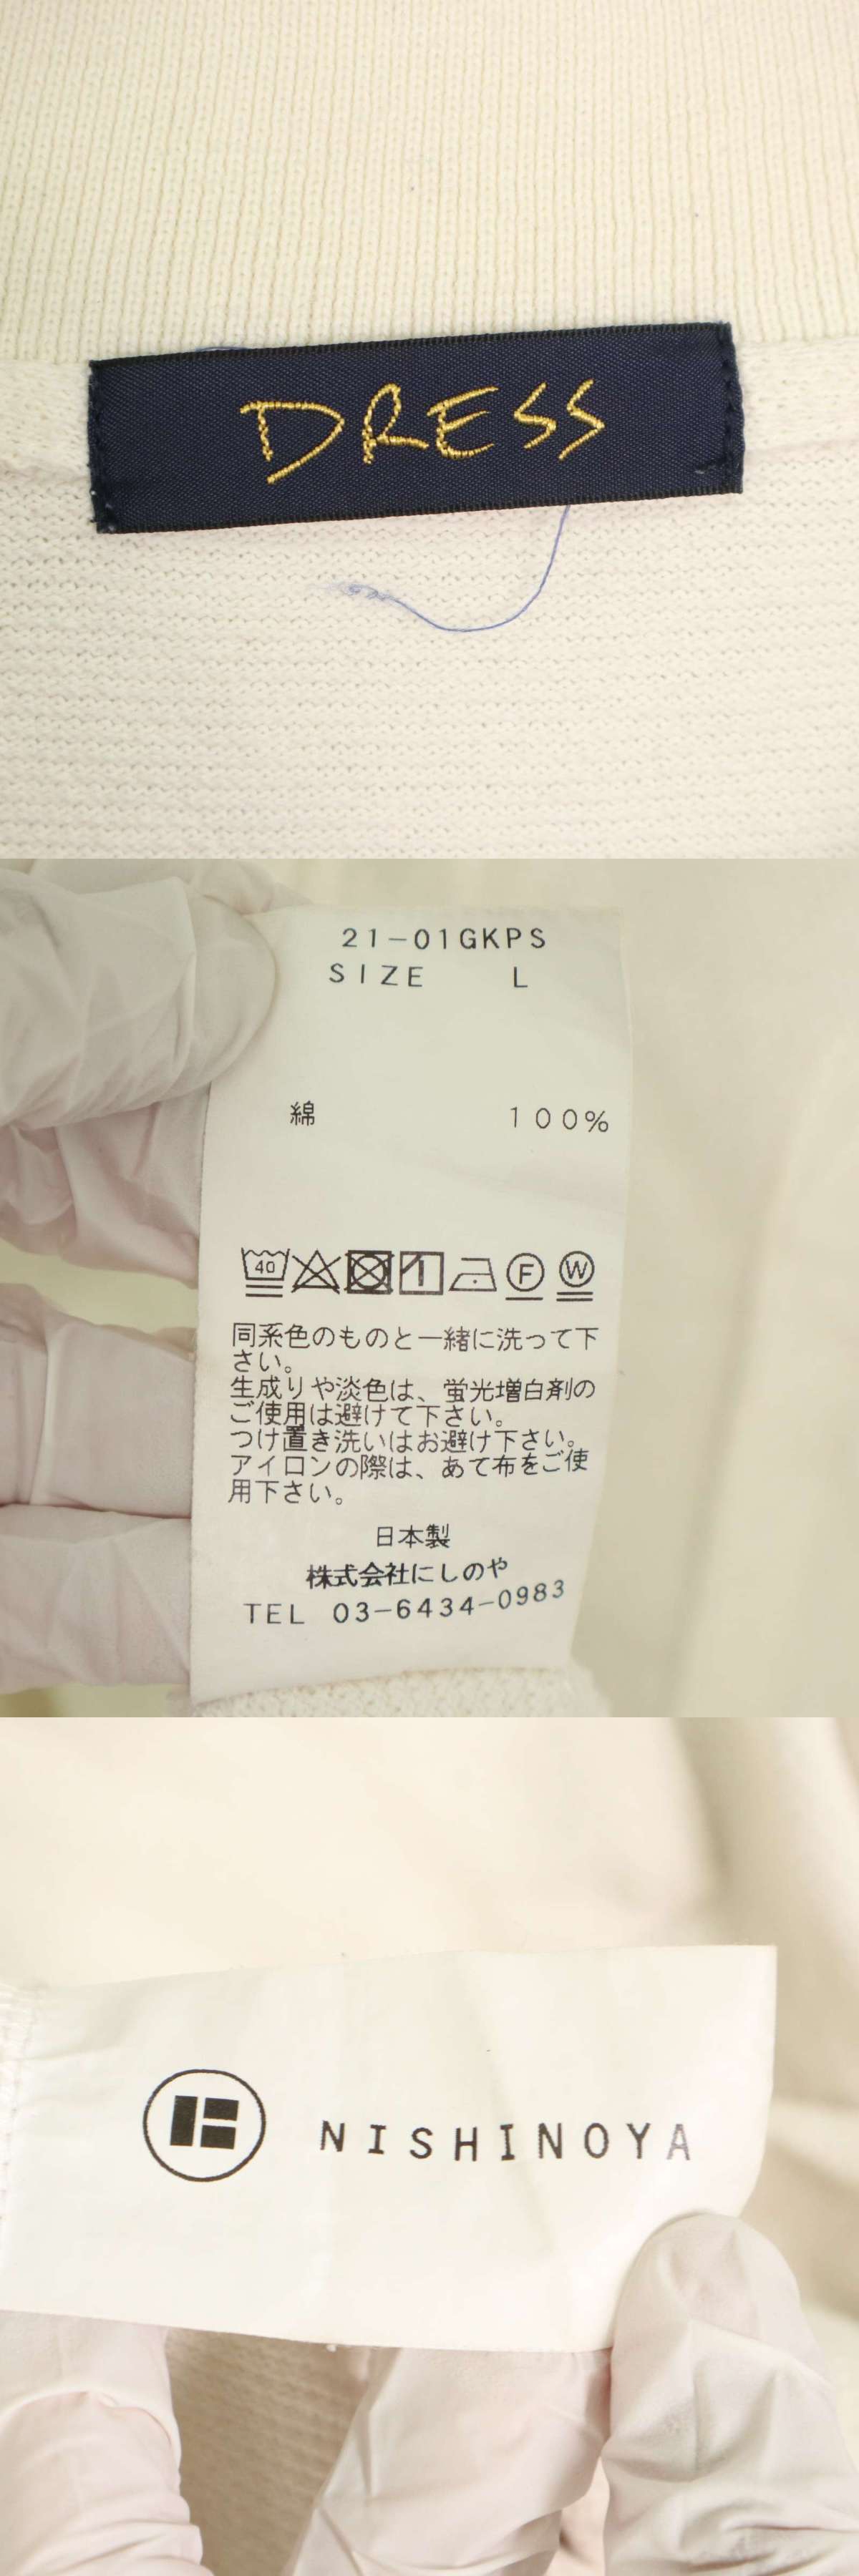 DRESS
21-01GKPS
SIZE L
綿 100%
40
F W
同系色のものと一緒に洗って下
さい。
生成りや淡色は、蛍光増白剤の
ご使用は避けて下さい。
つけ置き洗いはお避け下さい。
アイロンの際は、あて布をご使
用下さい。
日本製
株式会社にしのや
TEL 03-6434-0983
NISHINOYA